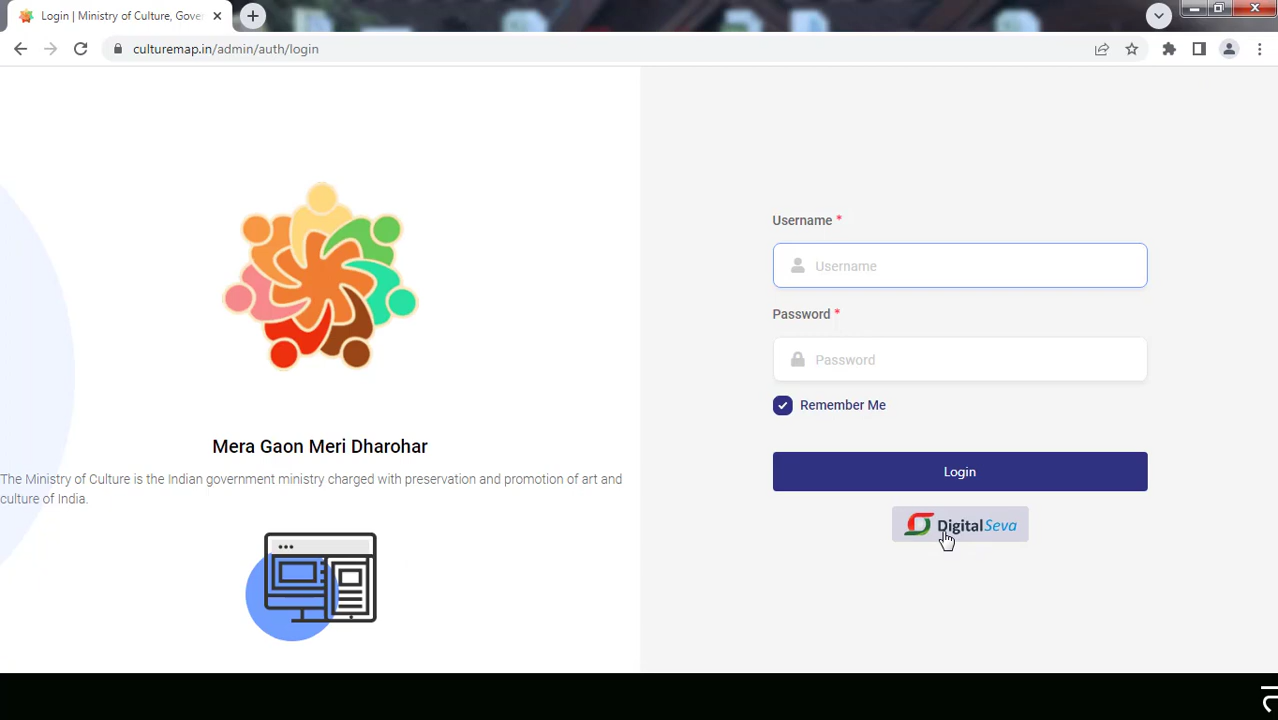 Login | Ministry of Culture, Gove
culturemap.in/admin/auth/login
Mera Gaon Meri Dharohar
The Ministry of Culture is the Indian government ministry charged with preservation and promotion of art and
culture of India.
Username *
Username
Password *
Password
Remember Me
Login
DigitalSeva